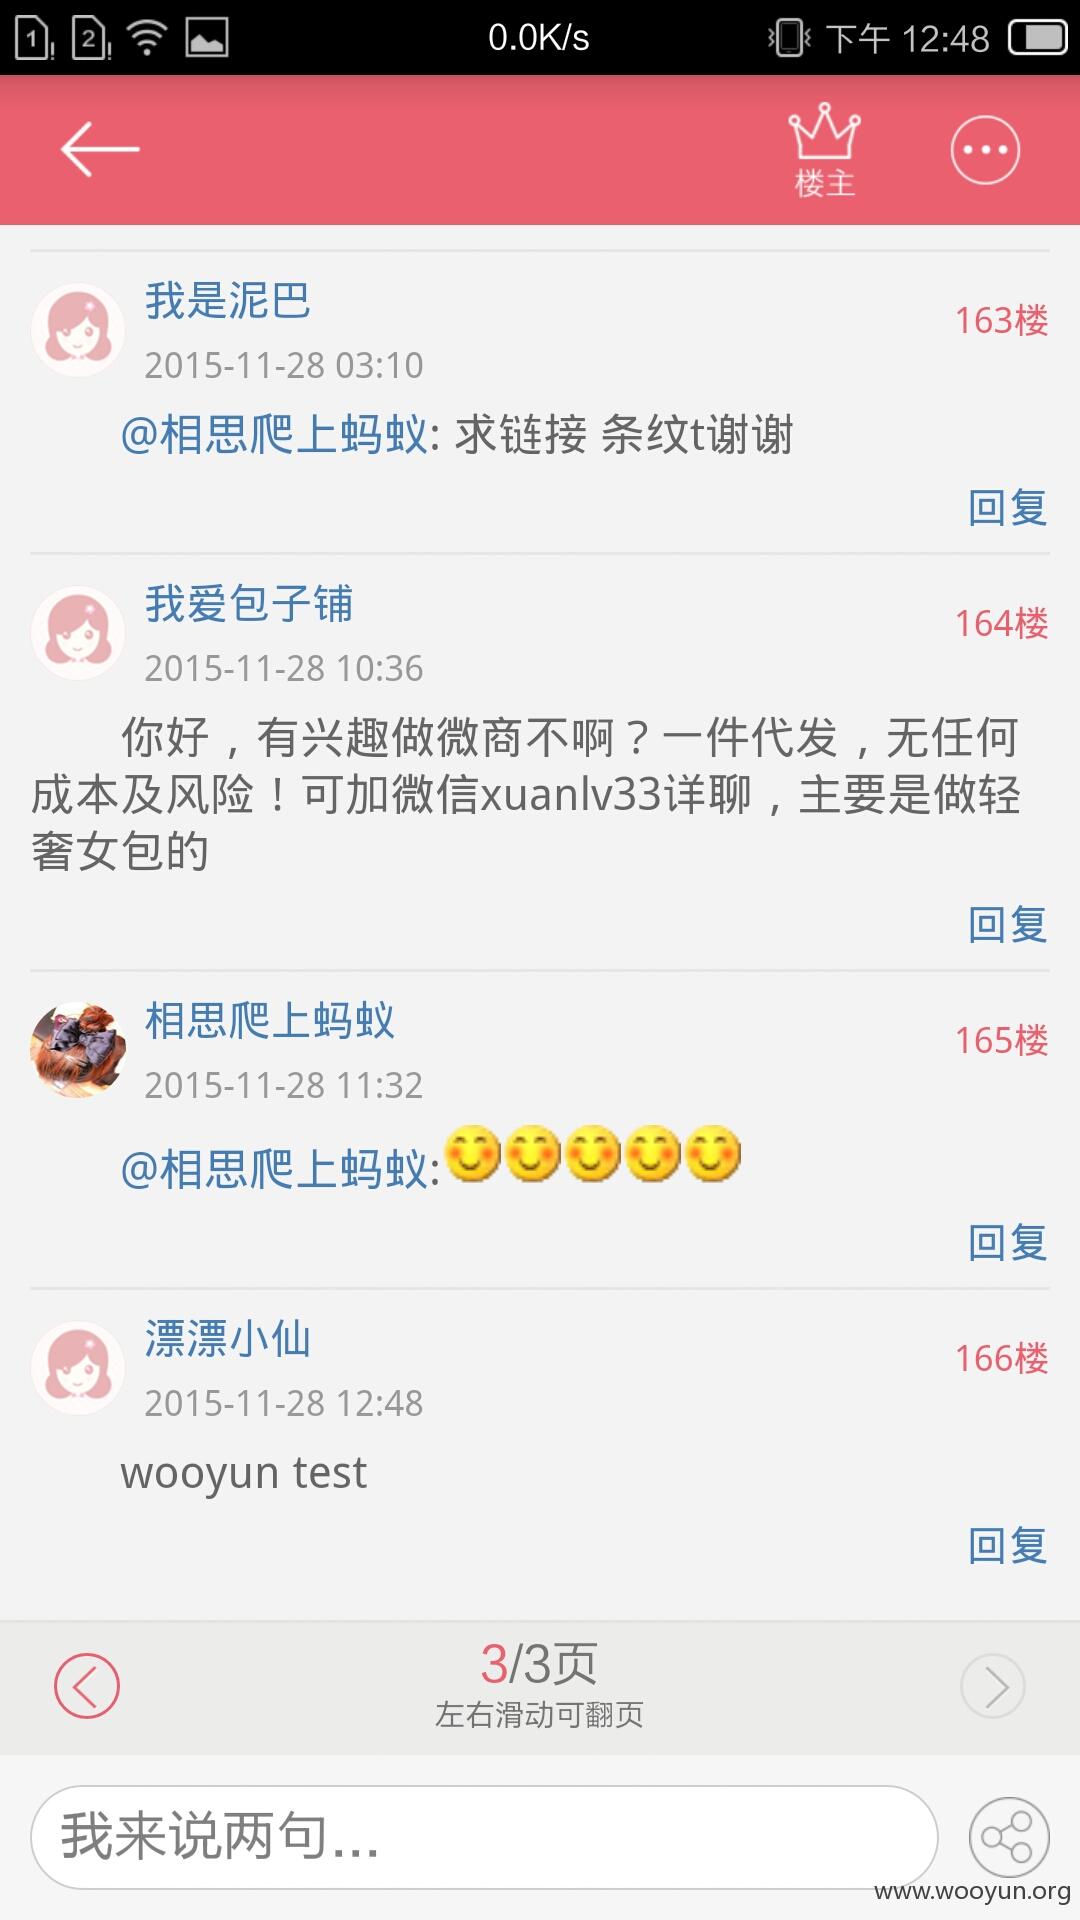 1! 2! 0.0K/s 下午 12:48
楼主
我是泥巴
163楼
2015-11-28 03:10
@相思爬上蚂蚁: 求链接 条纹t谢谢
回复
我爱包子铺
164楼
2015-11-28 10:36
你好，有兴趣做微商不啊？一件代发，无任何
成本及风险！可加微信xuanlv33详聊，主要是做轻
奢女包的
回复
相思爬上蚂蚁
165楼
2015-11-28 11:32
@相思爬上蚂蚁:😊😊😊😊😊
回复
漂漂小仙
166楼
2015-11-28 12:48
wooyun test
回复
3/3页
左右滑动可翻页
我来说两句...
www.wooyun.org